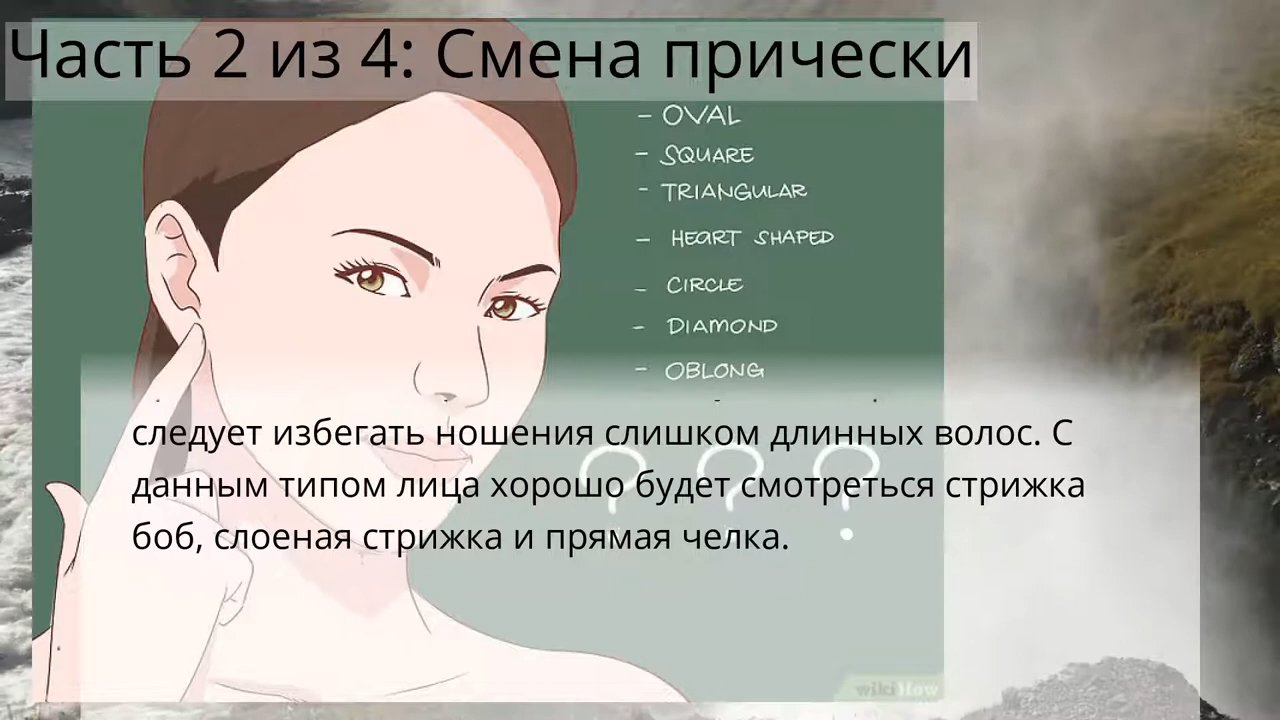 Часть 2 из 4: Смена прически
– OVAL
– SQUARE
- TRIANGULAR
– HEART SHAPED
– CIRCLE
– DIAMOND
– OBLONG
следует избегать ношения слишком длинных волос. С
данным типом лица хорошо будет смотреться стрижка
боб, слоеная стрижка и прямая челка.
? ? ?
wikiHow